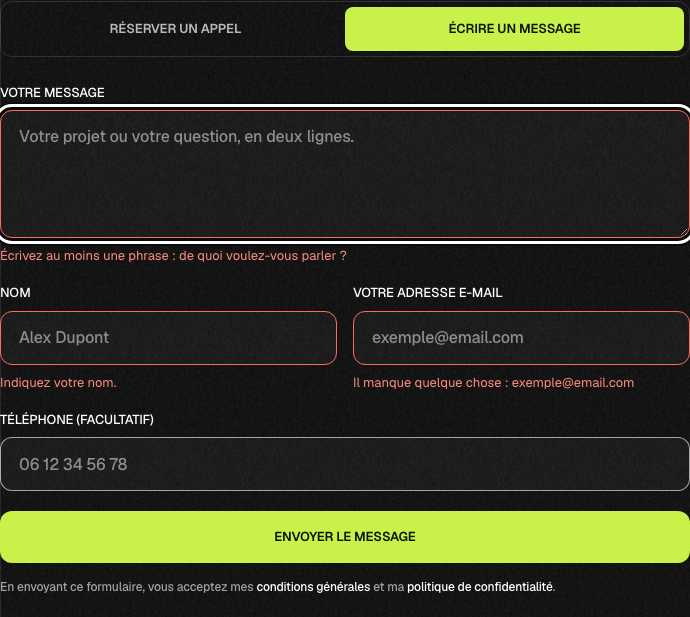 RÉSERVER UN APPEL
ÉCRIRE UN MESSAGE
VOTRE MESSAGE
Votre projet ou votre question, en deux lignes.
Écrivez au moins une phrase : de quoi voulez-vous parler ?
NOM
VOTRE ADRESSE E-MAIL
Alex Dupont
exemple@email.com
Indiquez votre nom.
Il manque quelque chose : exemple@email.com
TÉLÉPHONE (FACULTATIF)
06 12 34 56 78
ENVOYER LE MESSAGE
En envoyant ce formulaire, vous acceptez mes conditions générales et ma politique de confidentialité.